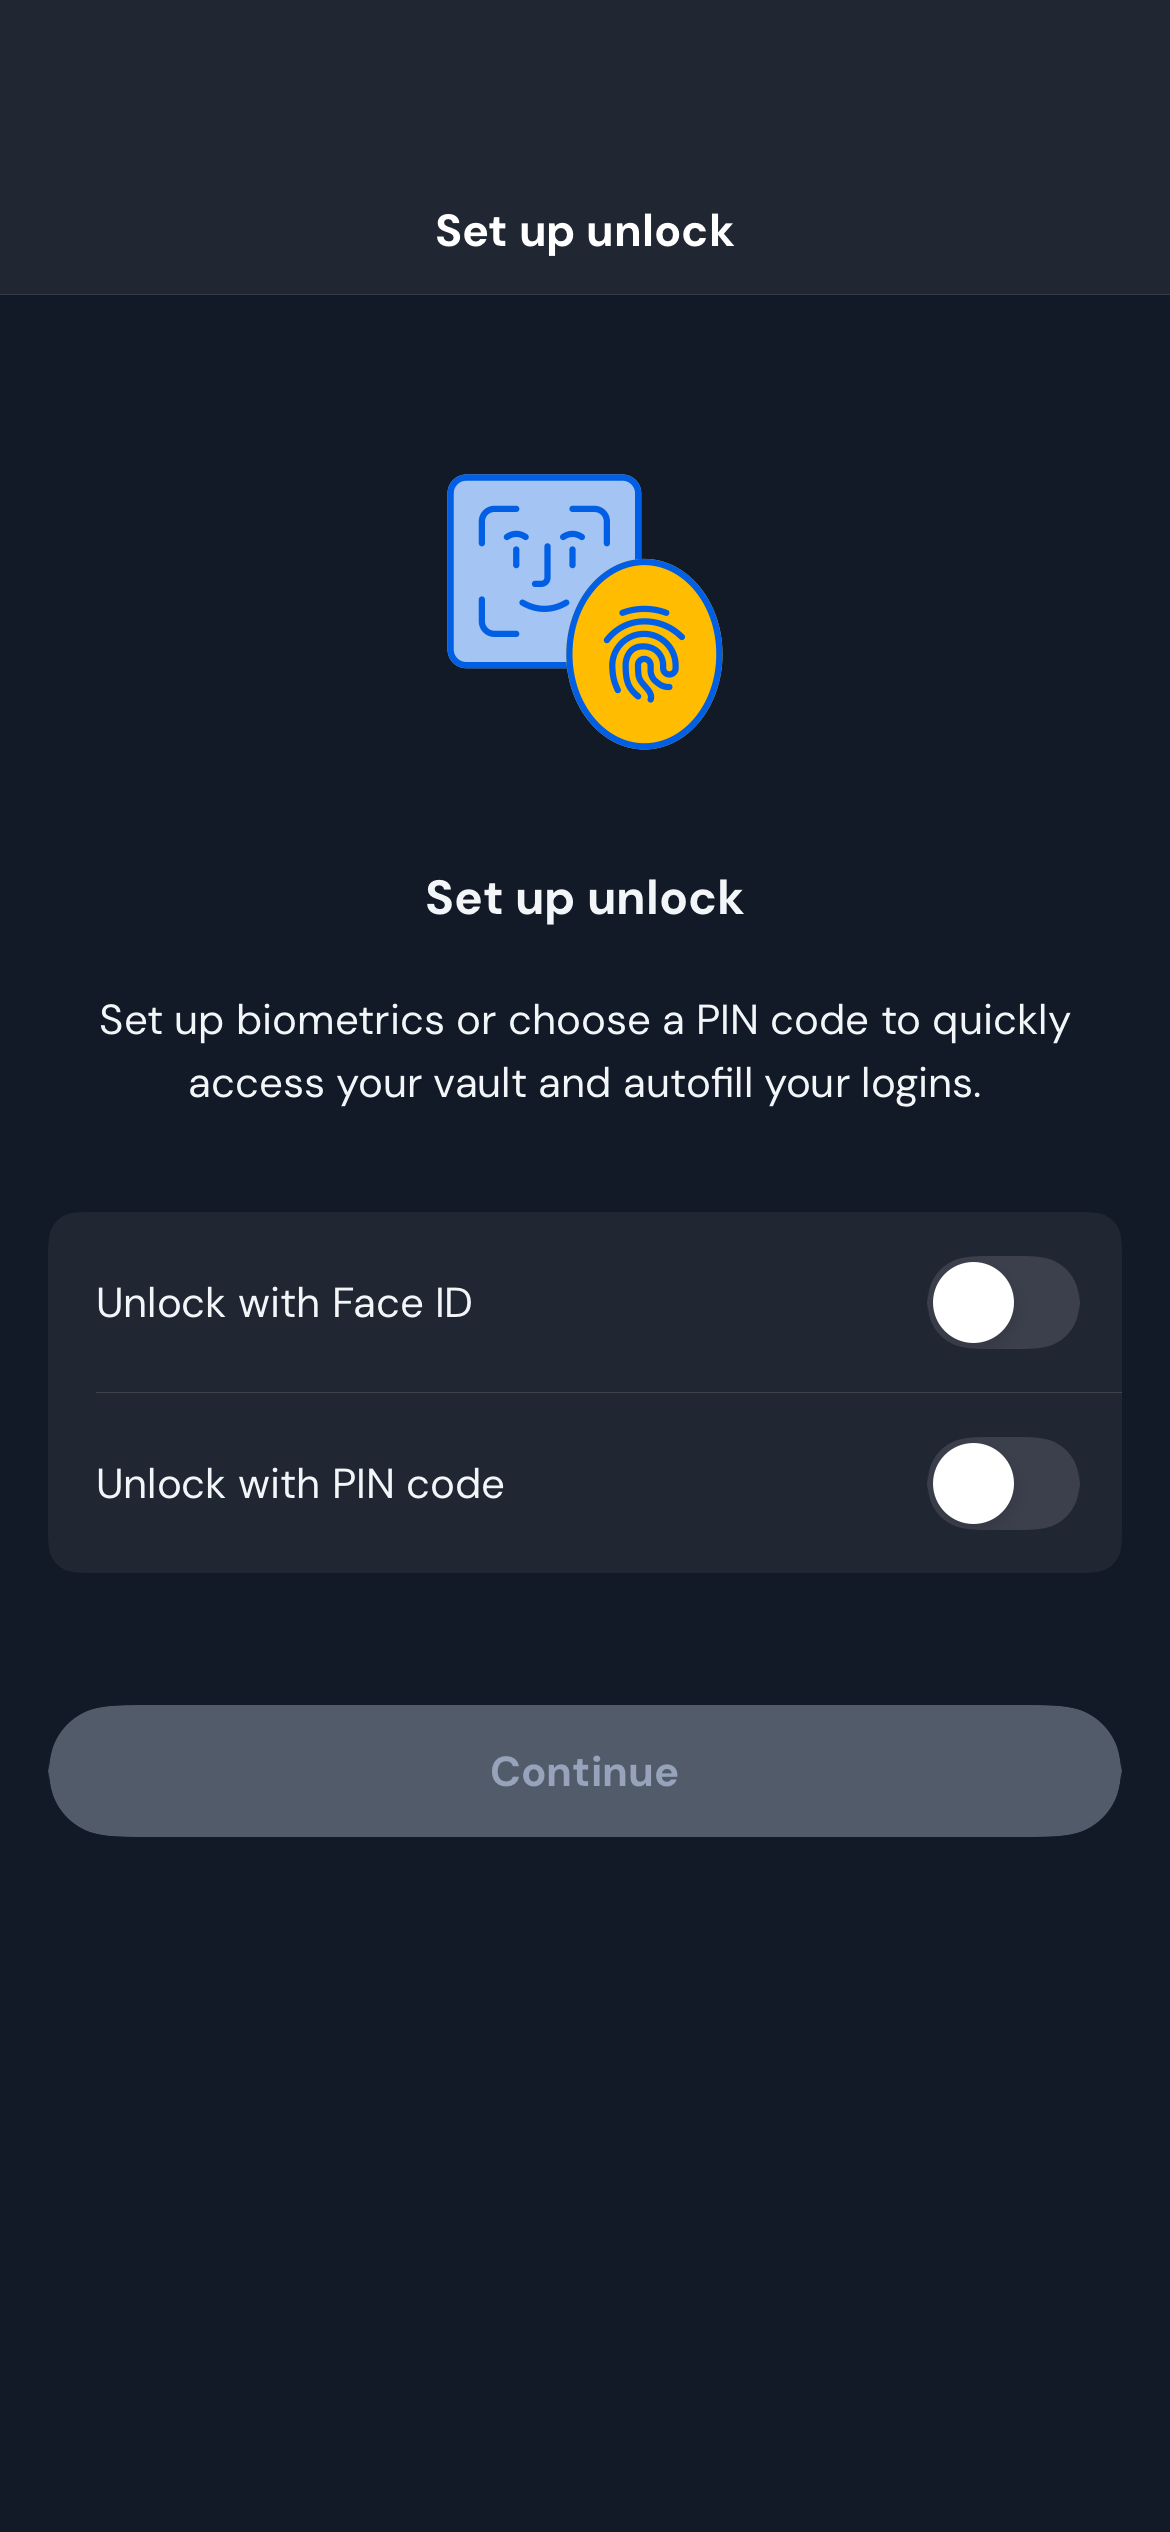 Set up unlock
Set up unlock
Set up biometrics or choose a PIN code to quickly
access your vault and autofill your logins.
Unlock with Face ID
Unlock with PIN code
Continue